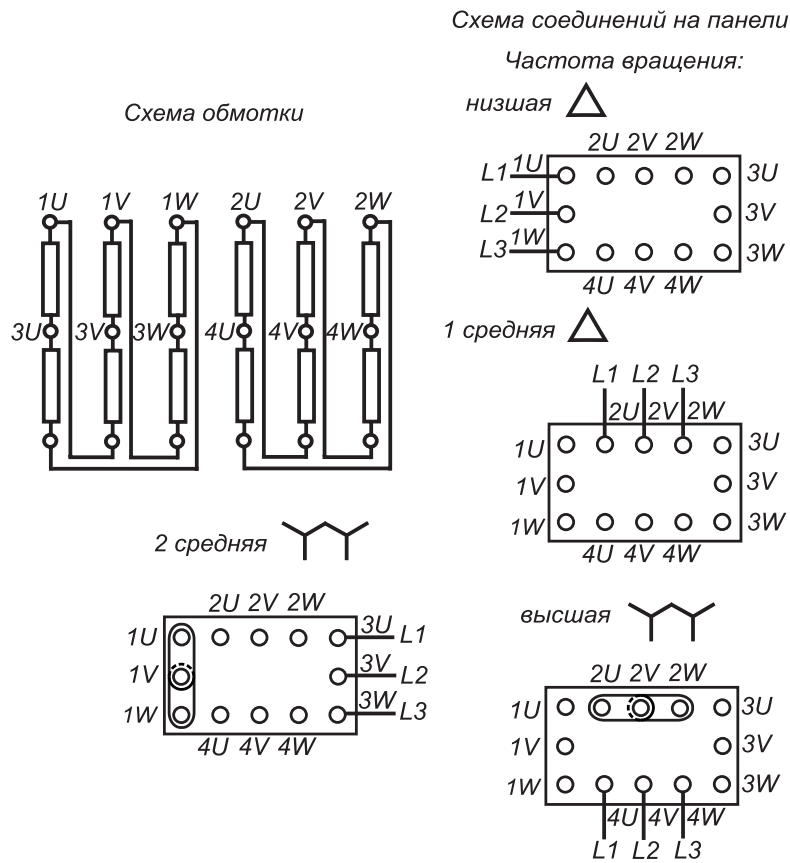 Схема соединений на панели
Частота вращения:
низшая
2U 2V 2W
L1 1U 3U
L2 1V 3V
L3 1W 3W
4U 4V 4W
Схема обмотки
1U 1V 1W 2U 2V 2W
3U 3V 3W 4U 4V 4W
1 средняя
L1 L2 L3
2U 2V 2W
1U 3U
1V 3V
1W 3W
4U 4V 4W
2 средняя
2U 2V 2W
1U 3U L1
1V 3V L2
1W 3W L3
4U 4V 4W
высшая
2U 2V 2W
1U 3U
1V 3V
1W 3W
4U 4V 4W
L1 L2 L3